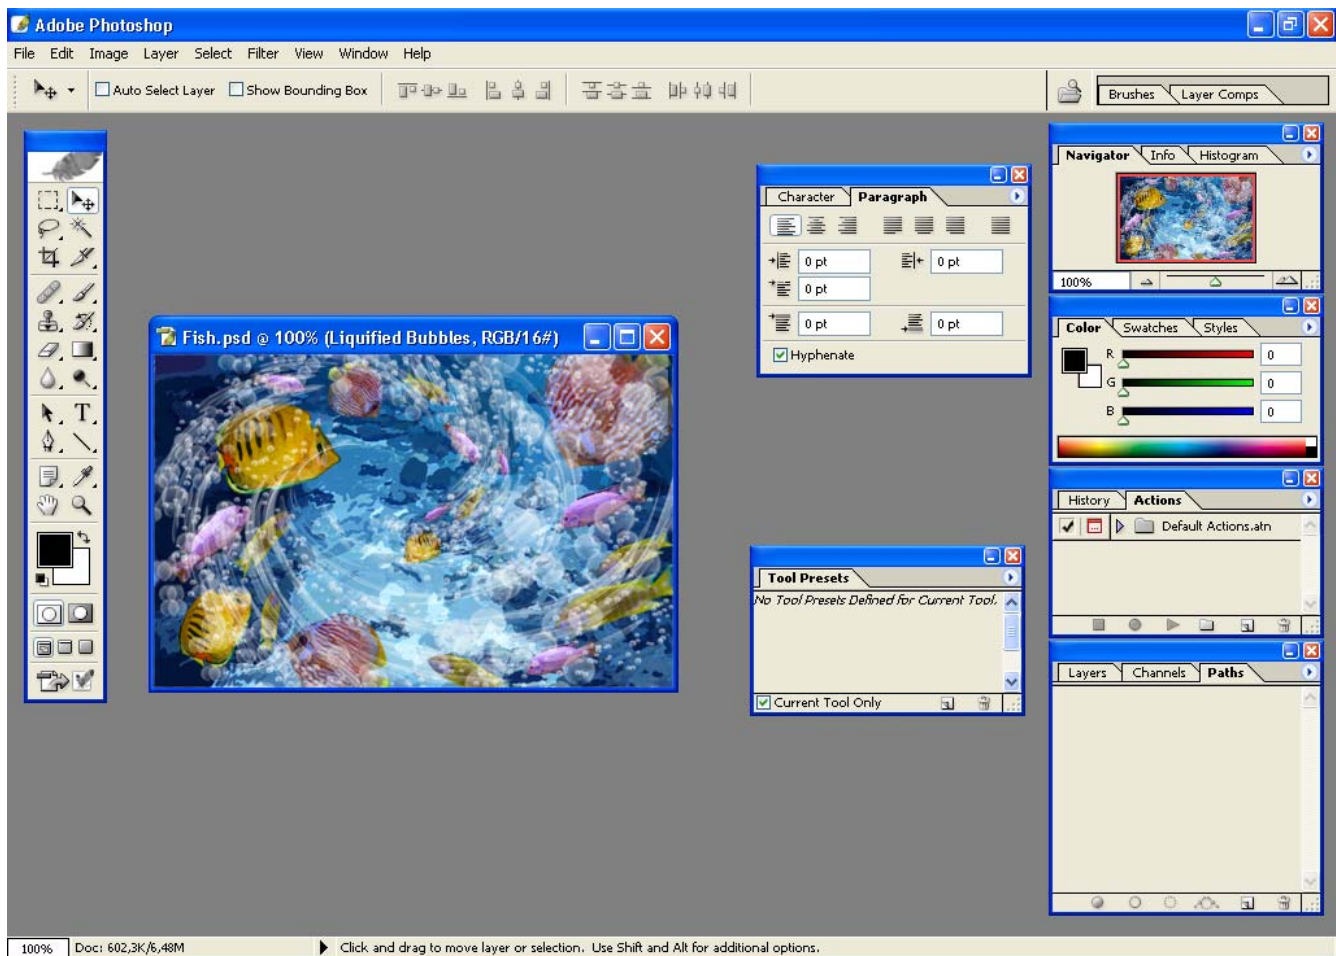 Adobe Photoshop
File Edit Image Layer Select Filter View Window Help
Auto Select Layer Show Bounding Box
Brushes Layer Comps
Navigator Info Histogram
100%
Character Paragraph
0 pt 0 pt
0 pt
0 pt 0 pt
Hyphenate
Color Swatches Styles
R 0
G 0
B 0
Fish.psd @ 100% (Liquified Bubbles, RGB/16#)
T
History Actions
Default Actions.atn
Tool Presets
No Tool Presets Defined for Current Tool.
Current Tool Only
Layers Channels Paths
100% Doc: 602,3K/6,48M Click and drag to move layer or selection. Use Shift and Alt for additional options.